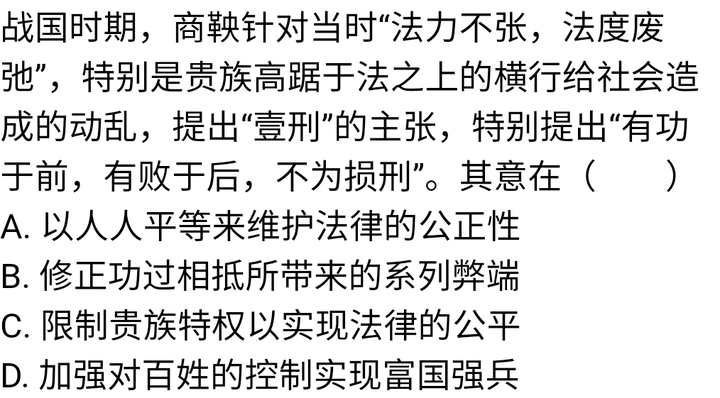 战国时期，商鞅针对当时“法力不张，法度废
弛”，特别是贵族高踞于法之上的横行给社会造
成的动乱，提出“壹刑”的主张，特别提出“有功
于前，有败于后，不为损刑”。其意在（　　）
A. 以人人平等来维护法律的公正性
B. 修正功过相抵所带来的系列弊端
C. 限制贵族特权以实现法律的公平
D. 加强对百姓的控制实现富国强兵